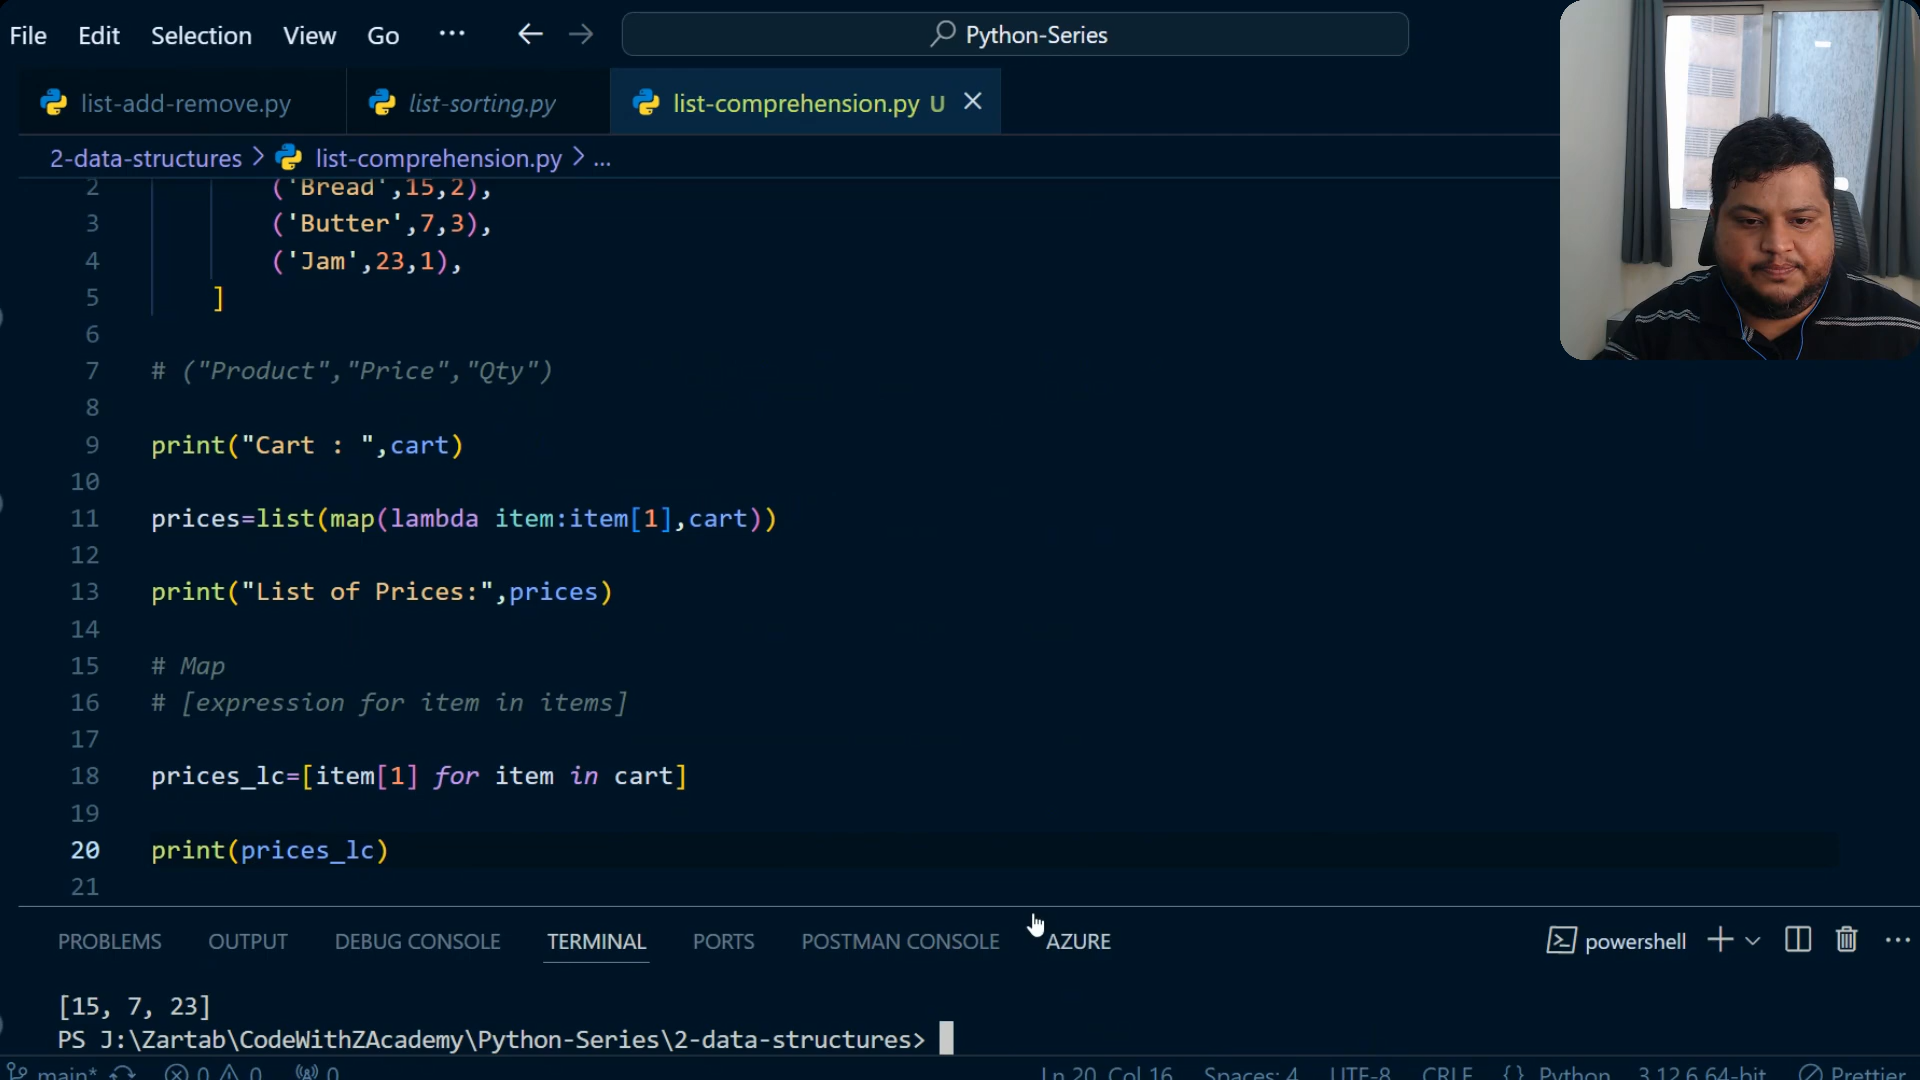 File Edit Selection View Go ··· ← → Python-Series
list-add-remove.py list-sorting.py list-comprehension.py U ×
2-data-structures > list-comprehension.py > ...
2 ('Bread',15,2),
3 ('Butter',7,3),
4 ('Jam',23,1),
5 ]
6
7 # ("Product","Price","Qty")
8
9 print("Cart : ",cart)
10
11 prices=list(map(lambda item:item[1],cart))
12
13 print("List of Prices:",prices)
14
15 # Map
16 # [expression for item in items]
17
18 prices_lc=[item[1] for item in cart]
19
20 print(prices_lc)
21
PROBLEMS OUTPUT DEBUG CONSOLE TERMINAL PORTS POSTMAN CONSOLE AZURE powershell
[15, 7, 23]
PS J:\Zartab\CodeWithZAcademy\Python-Series\2-data-structures>
main* 0 0 0 Ln 20, Col 16 Spaces: 4 UTF-8 CRLF {} Python 3.12.6 64-bit Prettier